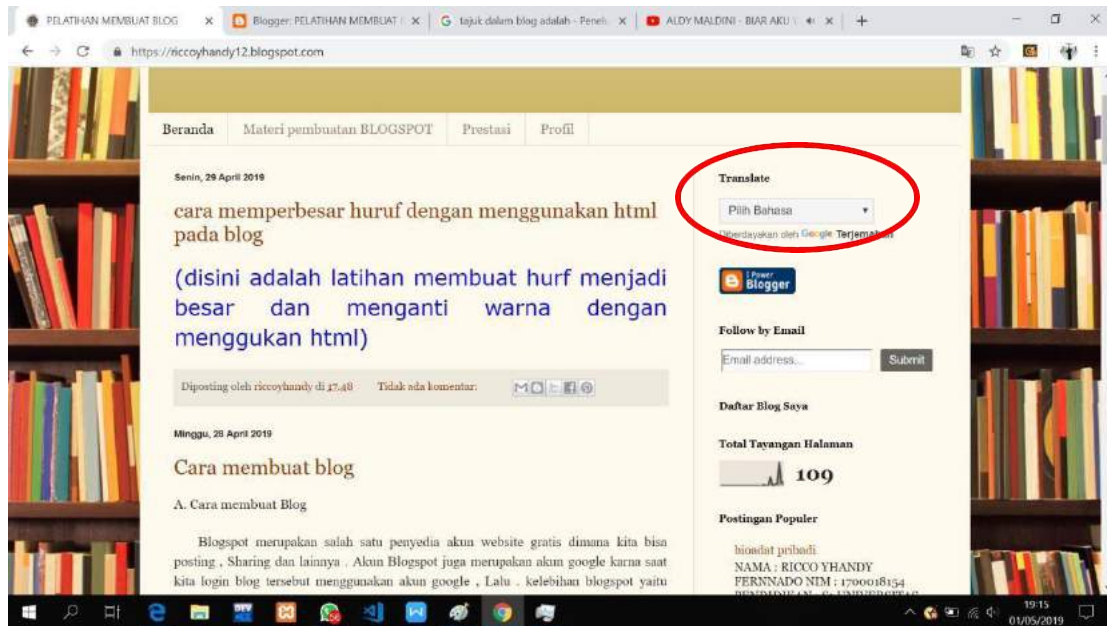 PELATIHAN MEMBUAT BLOG
Blogger: PELATIHAN MEMBUAT
tajuk dalam blog adalah - Penel
ALDY MALDINI - BIAR AKU
https://riccoyhandy12.blogspot.com
Beranda Materi pembuatan BLOGSPOT Prestasi Profil
Senin, 29 April 2019
cara memperbesar huruf dengan menggunakan html
pada blog
(disini adalah latihan membuat hurf menjadi
besar dan menganti warna dengan
menggukan html)
Diposting oleh riccoyhandy di 17.48 Tidak ada komentar:
Minggu, 28 April 2019
Cara membuat blog
A. Cara membuat Blog
Blogspot merupakan salah satu penyedia akun website gratis dimana kita bisa
posting , Sharing dan lainnya . Akun Blogspot juga merupakan akun google karna saat
kita login blog tersebut menggunakan akun google , Lalu . kelebihan blogspot yaitu
Translate
Pilih Bahasa
Diberdayakan oleh Google Terjemahan
I Power
Blogger
Follow by Email
Email address... Submit
Daftar Blog Saya
Total Tayangan Halaman
109
Postingan Populer
bioadat pribadi
NAMA : RICCO YHANDY
FERNNADO NIM : 1700018154
PENDIDIKAN : S1 UNIVERSITAS
19:15
01/05/2019